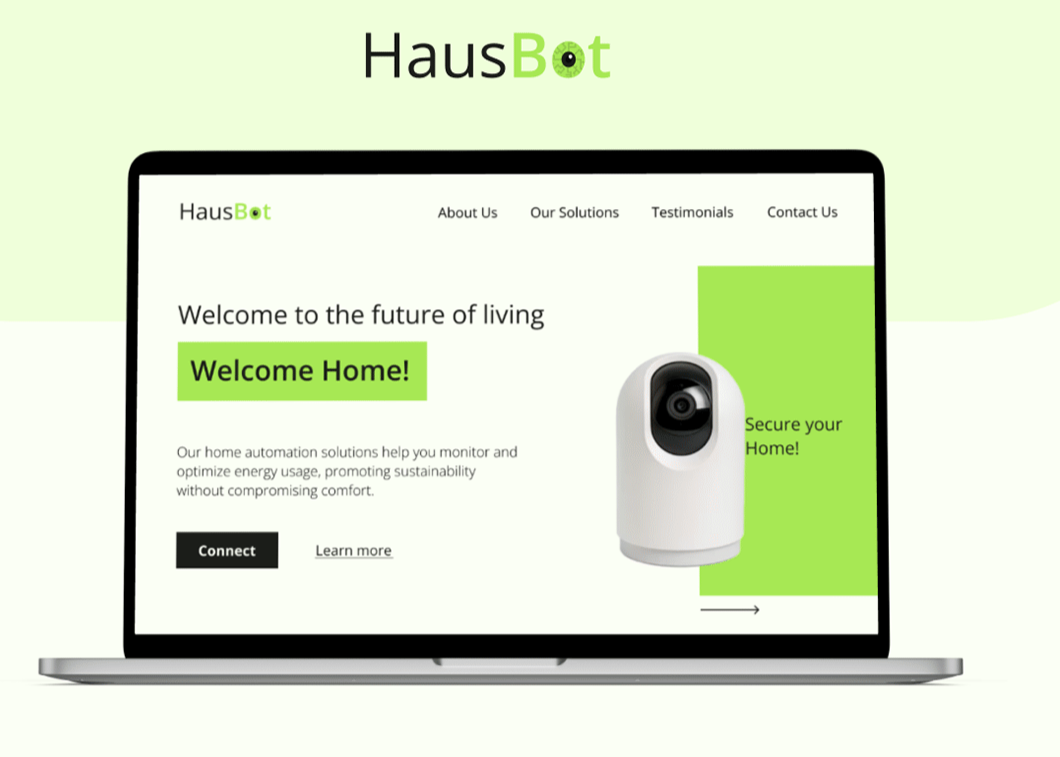 HausBot
HausBot
About Us Our Solutions Testimonials Contact Us
Welcome to the future of living
Welcome Home!
Our home automation solutions help you monitor and
optimize energy usage, promoting sustainability
without compromising comfort.
Connect Learn more
Secure your
Home!